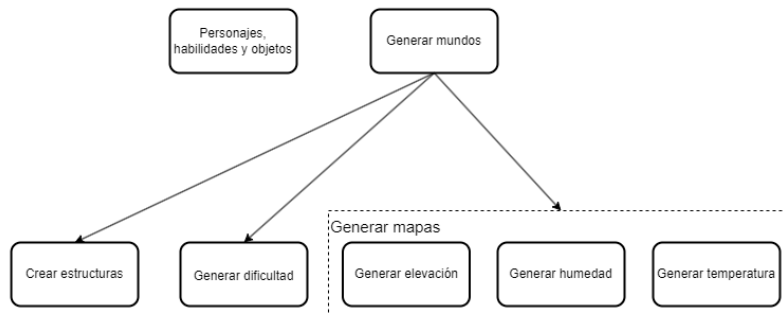 Personajes,
habilidades y objetos
Generar mundos
Generar mapas
Crear estructuras
Generar dificultad
Generar elevación
Generar humedad
Generar temperatura